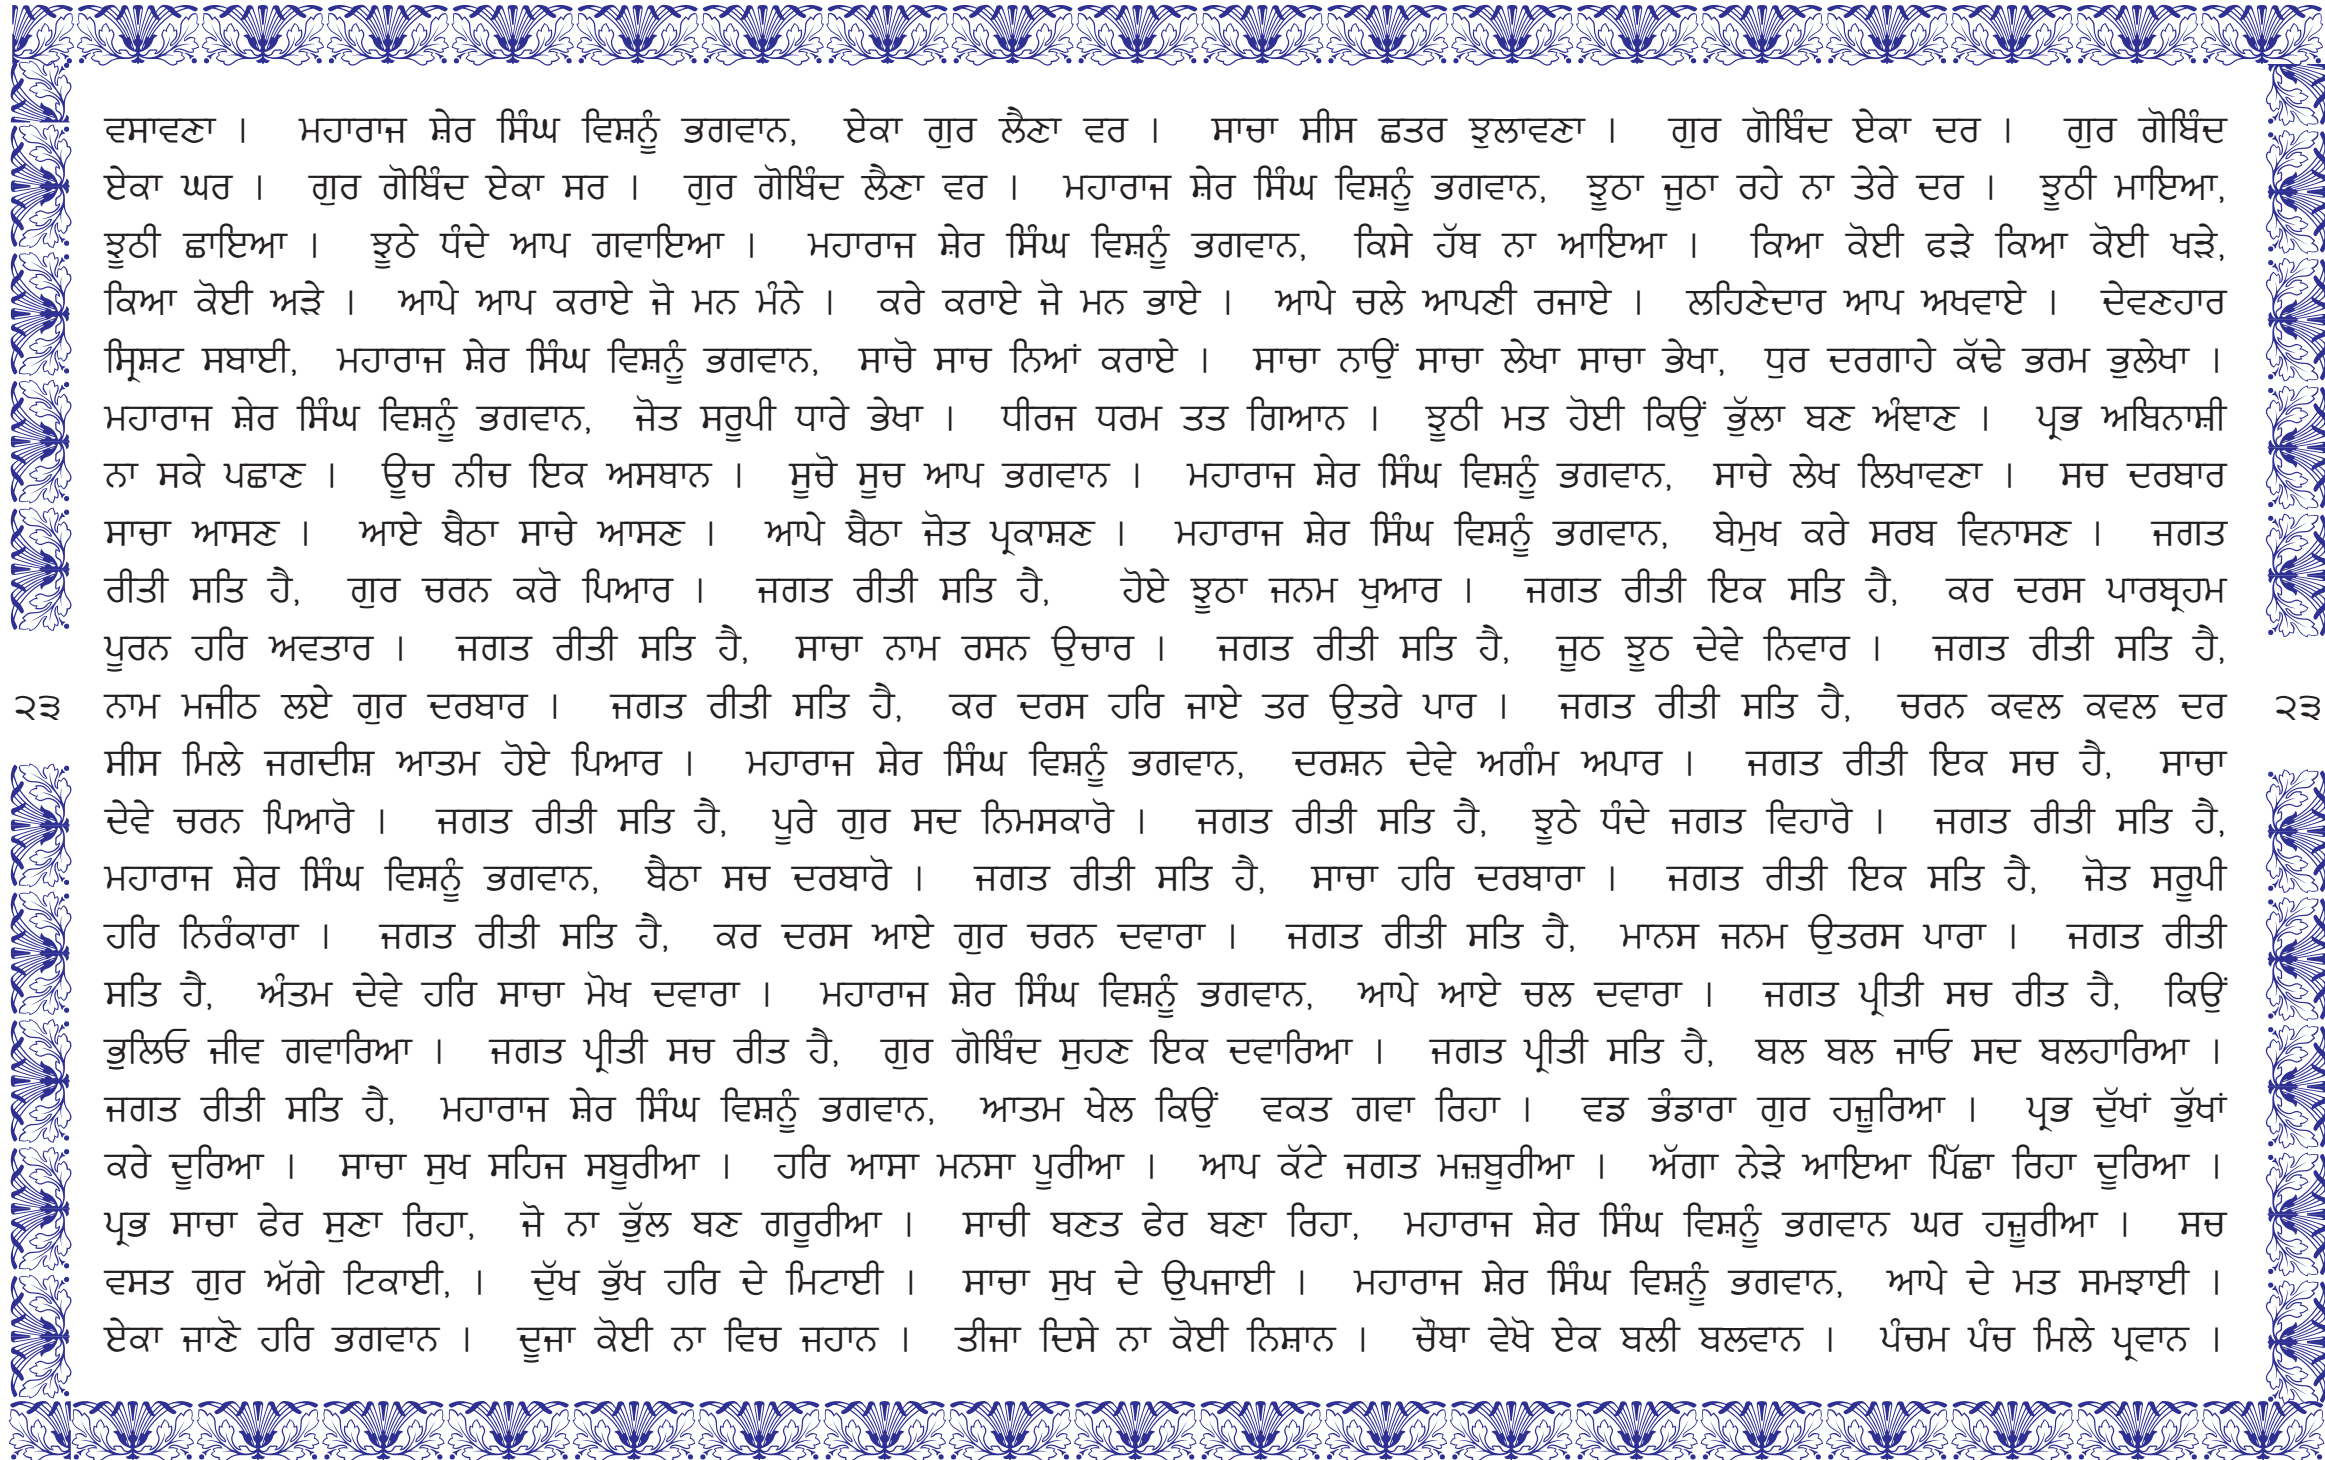 ਵਸਾਵਣਾ । ਮਹਾਰਾਜ ਸ਼ੇਰ ਸਿੰਘ ਵਿਸ਼ਨੂੰ ਭਗਵਾਨ, ਏਕਾ ਗੁਰ ਲੈਣਾ ਵਰ । ਸਾਚਾ ਸੀਸ ਛਤਰ ਝੁਲਾਵਣਾ । ਗੁਰ ਗੋਬਿੰਦ ਏਕਾ ਦਰ । ਗੁਰ ਗੋਬਿੰਦ
ਏਕਾ ਘਰ । ਗੁਰ ਗੋਬਿੰਦ ਏਕਾ ਸਰ । ਗੁਰ ਗੋਬਿੰਦ ਲੈਣਾ ਵਰ । ਮਹਾਰਾਜ ਸ਼ੇਰ ਸਿੰਘ ਵਿਸ਼ਨੂੰ ਭਗਵਾਨ, ਝੂਠਾ ਜੂਠਾ ਰਹੇ ਨਾ ਤੇਰੇ ਦਰ । ਝੂਠੀ ਮਾਇਆ,
ਝੂਠੀ ਛਾਇਆ । ਝੂਠੇ ਧੰਦੇ ਆਪ ਗਵਾਇਆ । ਮਹਾਰਾਜ ਸ਼ੇਰ ਸਿੰਘ ਵਿਸ਼ਨੂੰ ਭਗਵਾਨ, ਕਿਸੇ ਹੱਥ ਨਾ ਆਇਆ । ਕਿਆ ਕੋਈ ਫੜੇ ਕਿਆ ਕੋਈ ਖੜੇ,
ਕਿਆ ਕੋਈ ਅੜੇ । ਆਪੇ ਆਪ ਕਰਾਏ ਜੋ ਮਨ ਮੰਨੇ । ਕਰੇ ਕਰਾਏ ਜੋ ਮਨ ਭਾਏ । ਆਪੇ ਚਲੇ ਆਪਣੀ ਰਜਾਏ । ਲਹਿਣੇਦਾਰ ਆਪ ਅਖਵਾਏ । ਦੇਵਣਹਾਰ
ਸ੍ਰਿਸ਼ਟ ਸਬਾਈ, ਮਹਾਰਾਜ ਸ਼ੇਰ ਸਿੰਘ ਵਿਸ਼ਨੂੰ ਭਗਵਾਨ, ਸਾਚੋ ਸਾਚ ਨਿਆਂ ਕਰਾਏ । ਸਾਚਾ ਨਾਉਂ ਸਾਚਾ ਲੇਖਾ ਸਾਚਾ ਭੇਖਾ, ਧੁਰ ਦਰਗਾਹੇ ਕੱਢੇ ਭਰਮ ਭੁਲੇਖਾ ।
ਮਹਾਰਾਜ ਸ਼ੇਰ ਸਿੰਘ ਵਿਸ਼ਨੂੰ ਭਗਵਾਨ, ਜੋਤ ਸਰੂਪੀ ਧਾਰੇ ਭੇਖਾ । ਧੀਰਜ ਧਰਮ ਤਤ ਗਿਆਨ । ਝੂਠੀ ਮਤ ਹੋਈ ਕਿਉਂ ਭੁੱਲਾ ਬਣ ਅੰਞਾਣ । ਪ੍ਰਭ ਅਬਿਨਾਸ਼ੀ
ਨਾ ਸਕੇ ਪਛਾਣ । ਊਚ ਨੀਚ ਇਕ ਅਸਥਾਨ । ਸੂਚੋ ਸੂਚ ਆਪ ਭਗਵਾਨ । ਮਹਾਰਾਜ ਸ਼ੇਰ ਸਿੰਘ ਵਿਸ਼ਨੂੰ ਭਗਵਾਨ, ਸਾਚੇ ਲੇਖ ਲਿਖਾਵਣਾ । ਸਚ ਦਰਬਾਰ
ਸਾਚਾ ਆਸਣ । ਆਏ ਬੈਠਾ ਸਾਚੇ ਆਸਣ । ਆਪੇ ਬੈਠਾ ਜੋਤ ਪ੍ਰਕਾਸ਼ਣ । ਮਹਾਰਾਜ ਸ਼ੇਰ ਸਿੰਘ ਵਿਸ਼ਨੂੰ ਭਗਵਾਨ, ਬੇਮੁਖ ਕਰੇ ਸਰਬ ਵਿਨਾਸਣ । ਜਗਤ
ਰੀਤੀ ਸਤਿ ਹੈ, ਗੁਰ ਚਰਨ ਕਰੋ ਪਿਆਰ । ਜਗਤ ਰੀਤੀ ਸਤਿ ਹੈ, ਹੋਏ ਝੂਠਾ ਜਨਮ ਖੁਆਰ । ਜਗਤ ਰੀਤੀ ਇਕ ਸਤਿ ਹੈ, ਕਰ ਦਰਸ ਪਾਰਬ੍ਰਹਮ
ਪੂਰਨ ਹਰਿ ਅਵਤਾਰ । ਜਗਤ ਰੀਤੀ ਸਤਿ ਹੈ, ਸਾਚਾ ਨਾਮ ਰਸਨ ਉਚਾਰ । ਜਗਤ ਰੀਤੀ ਸਤਿ ਹੈ, ਜੂਠ ਝੂਠ ਦੇਵੇ ਨਿਵਾਰ । ਜਗਤ ਰੀਤੀ ਸਤਿ ਹੈ,
੨੩ ਨਾਮ ਮਜੀਠ ਲਏ ਗੁਰ ਦਰਬਾਰ । ਜਗਤ ਰੀਤੀ ਸਤਿ ਹੈ, ਕਰ ਦਰਸ ਹਰਿ ਜਾਏ ਤਰ ਉਤਰੇ ਪਾਰ । ਜਗਤ ਰੀਤੀ ਸਤਿ ਹੈ, ਚਰਨ ਕਵਲ ਕਵਲ ਦਰ ੨੩
ਸੀਸ ਮਿਲੇ ਜਗਦੀਸ਼ ਆਤਮ ਹੋਏ ਪਿਆਰ । ਮਹਾਰਾਜ ਸ਼ੇਰ ਸਿੰਘ ਵਿਸ਼ਨੂੰ ਭਗਵਾਨ, ਦਰਸ਼ਨ ਦੇਵੇ ਅਗੰਮ ਅਪਾਰ । ਜਗਤ ਰੀਤੀ ਇਕ ਸਚ ਹੈ, ਸਾਚਾ
ਦੇਵੇ ਚਰਨ ਪਿਆਰੋ । ਜਗਤ ਰੀਤੀ ਸਤਿ ਹੈ, ਪੂਰੇ ਗੁਰ ਸਦ ਨਿਮਸਕਾਰੋ । ਜਗਤ ਰੀਤੀ ਸਤਿ ਹੈ, ਝੂਠੇ ਧੰਦੇ ਜਗਤ ਵਿਹਾਰੋ । ਜਗਤ ਰੀਤੀ ਸਤਿ ਹੈ,
ਮਹਾਰਾਜ ਸ਼ੇਰ ਸਿੰਘ ਵਿਸ਼ਨੂੰ ਭਗਵਾਨ, ਬੈਠਾ ਸਚ ਦਰਬਾਰੋ । ਜਗਤ ਰੀਤੀ ਸਤਿ ਹੈ, ਸਾਚਾ ਹਰਿ ਦਰਬਾਰਾ । ਜਗਤ ਰੀਤੀ ਇਕ ਸਤਿ ਹੈ, ਜੋਤ ਸਰੂਪੀ
ਹਰਿ ਨਿਰੰਕਾਰਾ । ਜਗਤ ਰੀਤੀ ਸਤਿ ਹੈ, ਕਰ ਦਰਸ ਆਏ ਗੁਰ ਚਰਨ ਦਵਾਰਾ । ਜਗਤ ਰੀਤੀ ਸਤਿ ਹੈ, ਮਾਨਸ ਜਨਮ ਉਤਰਸ ਪਾਰਾ । ਜਗਤ ਰੀਤੀ
ਸਤਿ ਹੈ, ਅੰਤਮ ਦੇਵੇ ਹਰਿ ਸਾਚਾ ਮੋਖ ਦਵਾਰਾ । ਮਹਾਰਾਜ ਸ਼ੇਰ ਸਿੰਘ ਵਿਸ਼ਨੂੰ ਭਗਵਾਨ, ਆਪੇ ਆਏ ਚਲ ਦਵਾਰਾ । ਜਗਤ ਪ੍ਰੀਤੀ ਸਚ ਰੀਤ ਹੈ, ਕਿਉਂ
ਭੁਲਿਓ ਜੀਵ ਗਵਾਰਿਆ । ਜਗਤ ਪ੍ਰੀਤੀ ਸਚ ਰੀਤ ਹੈ, ਗੁਰ ਗੋਬਿੰਦ ਸੁਹਣ ਇਕ ਦਵਾਰਿਆ । ਜਗਤ ਪ੍ਰੀਤੀ ਸਤਿ ਹੈ, ਬਲ ਬਲ ਜਾਓ ਸਦ ਬਲਹਾਰਿਆ ।
ਜਗਤ ਰੀਤੀ ਸਤਿ ਹੈ, ਮਹਾਰਾਜ ਸ਼ੇਰ ਸਿੰਘ ਵਿਸ਼ਨੂੰ ਭਗਵਾਨ, ਆਤਮ ਖੇਲ ਕਿਉਂ ਵਕਤ ਗਵਾ ਰਿਹਾ । ਵਡ ਭੰਡਾਰਾ ਗੁਰ ਹਜ਼ੂਰਿਆ । ਪ੍ਰਭ ਦੁੱਖਾਂ ਭੁੱਖਾਂ
ਕਰੇ ਦੂਰਿਆ । ਸਾਚਾ ਸੁਖ ਸਹਿਜ ਸਬੂਰੀਆ । ਹਰਿ ਆਸਾ ਮਨਸਾ ਪੂਰੀਆ । ਆਪ ਕੱਟੇ ਜਗਤ ਮਜ਼ਬੂਰੀਆ । ਅੱਗਾ ਨੇੜੇ ਆਇਆ ਪਿੱਛਾ ਰਿਹਾ ਦੂਰਿਆ ।
ਪ੍ਰਭ ਸਾਚਾ ਫੇਰ ਸੁਣਾ ਰਿਹਾ, ਜੋ ਨਾ ਭੁੱਲ ਬਣ ਗਰੂਰੀਆ । ਸਾਚੀ ਬਣਤ ਫੇਰ ਬਣਾ ਰਿਹਾ, ਮਹਾਰਾਜ ਸ਼ੇਰ ਸਿੰਘ ਵਿਸ਼ਨੂੰ ਭਗਵਾਨ ਘਰ ਹਜ਼ੂਰੀਆ । ਸਚ
ਵਸਤ ਗੁਰ ਅੱਗੇ ਟਿਕਾਈ, । ਦੁੱਖ ਭੁੱਖ ਹਰਿ ਦੇ ਮਿਟਾਈ । ਸਾਚਾ ਸੁਖ ਦੇ ਉਪਜਾਈ । ਮਹਾਰਾਜ ਸ਼ੇਰ ਸਿੰਘ ਵਿਸ਼ਨੂੰ ਭਗਵਾਨ, ਆਪੇ ਦੇ ਮਤ ਸਮਝਾਈ ।
ਏਕਾ ਜਾਣੋ ਹਰਿ ਭਗਵਾਨ । ਦੂਜਾ ਕੋਈ ਨਾ ਵਿਚ ਜਹਾਨ । ਤੀਜਾ ਦਿਸੇ ਨਾ ਕੋਈ ਨਿਸ਼ਾਨ । ਚੌਥਾ ਵੇਖੋ ਏਕ ਬਲੀ ਬਲਵਾਨ । ਪੰਚਮ ਪੰਚ ਮਿਲੇ ਪ੍ਰਵਾਨ ।